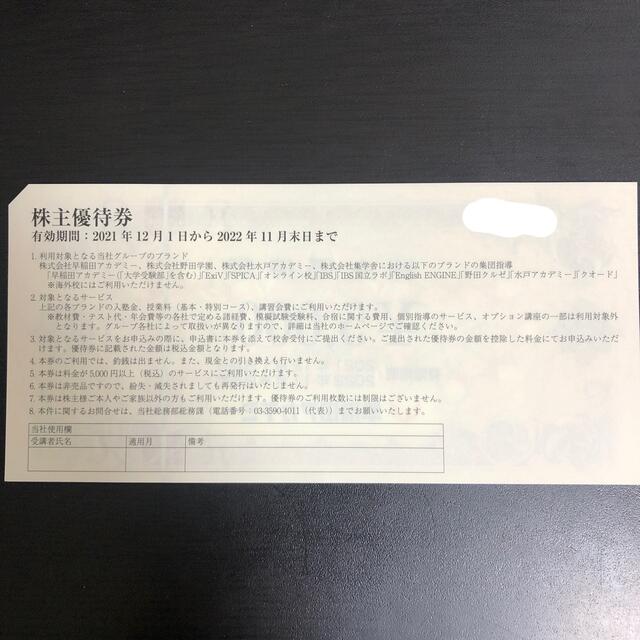 株主優待券
有効期間：2021 年 12 月 1 日から 2022 年 11 月末日まで
1. 利用対象となる当社グループのブランド
株式会社早稲田アカデミー、株式会社野田学園、株式会社水戸アカデミー、株式会社集学舎における以下のブランドの集団指導
「早稲田アカデミー（「大学受験部」を含む）」「ExiV」「SPICA」「オンライン校」「IBS」「IBS国立ラボ」「English ENGINE」「野田クルゼ」「水戸アカデミー」「クオード」
※海外校にはご利用いただけません。
2. 対象となるサービス
上記の各ブランドの入塾金、授業料（基本・特別コース）、講習会費にご利用いただけます。
※教材費・テスト代・年会費等の各社で定める諸経費、模擬試験受験料、合宿に関する費用、個別指導のサービス、オプション講座の一部は利用対象外
となります。グループ各社によって取扱いが異なりますので、詳細は当社のホームページでご確認ください。
3. 対象となるサービスをお申込みの際に、申込書に本券を添えて校舎受付にご提出ください。ご提出された優待券の金額を控除した料金にてお申込みいただ
けます。優待券に記載された金額は税込金額となります。
4. 本券のご利用では、釣銭は出ません。また、現金との引き換えも行いません。
5. 本券は料金が 5,000 円以上（税込）のサービスにご利用いただけます。
6. 本券は非売品ですので、紛失・滅失されましても再発行はいたしません。
7. 本券は株主様ご本人やご家族以外の方もご利用いただけます。優待券のご利用枚数には制限はございません。
8. 本件に関するお問合せは、当社総務部総務課（電話番号：03-3590-4011（代表））までお願いいたします。
当社使用欄
受講者氏名 適用月 備考